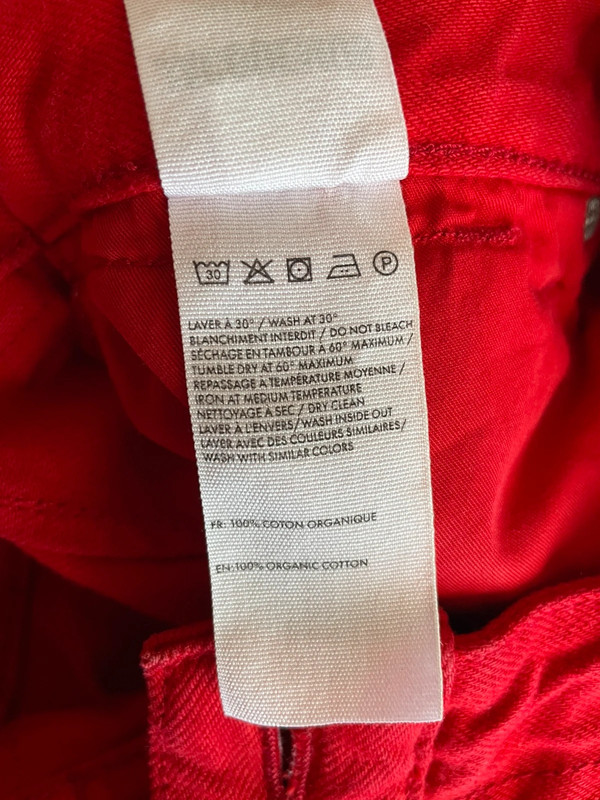 30 P
LAVER À 30° / WASH AT 30°
BLANCHIMENT INTERDIT / DO NOT BLEACH
SÉCHAGE EN TAMBOUR A 60° MAXIMUM /
TUMBLE DRY AT 60° MAXIMUM
REPASSAGE À TEMPÉRATURE MOYENNE /
IRON AT MEDIUM TEMPERATURE
NETTOYAGE À SEC / DRY CLEAN
LAVER À L'ENVERS / WASH INSIDE OUT
LAVER AVEC DES COULEURS SIMILAIRES/
WASH WITH SIMILAR COLORS
FR: 100% COTON ORGANIQUE
EN:100% ORGANIC COTTON